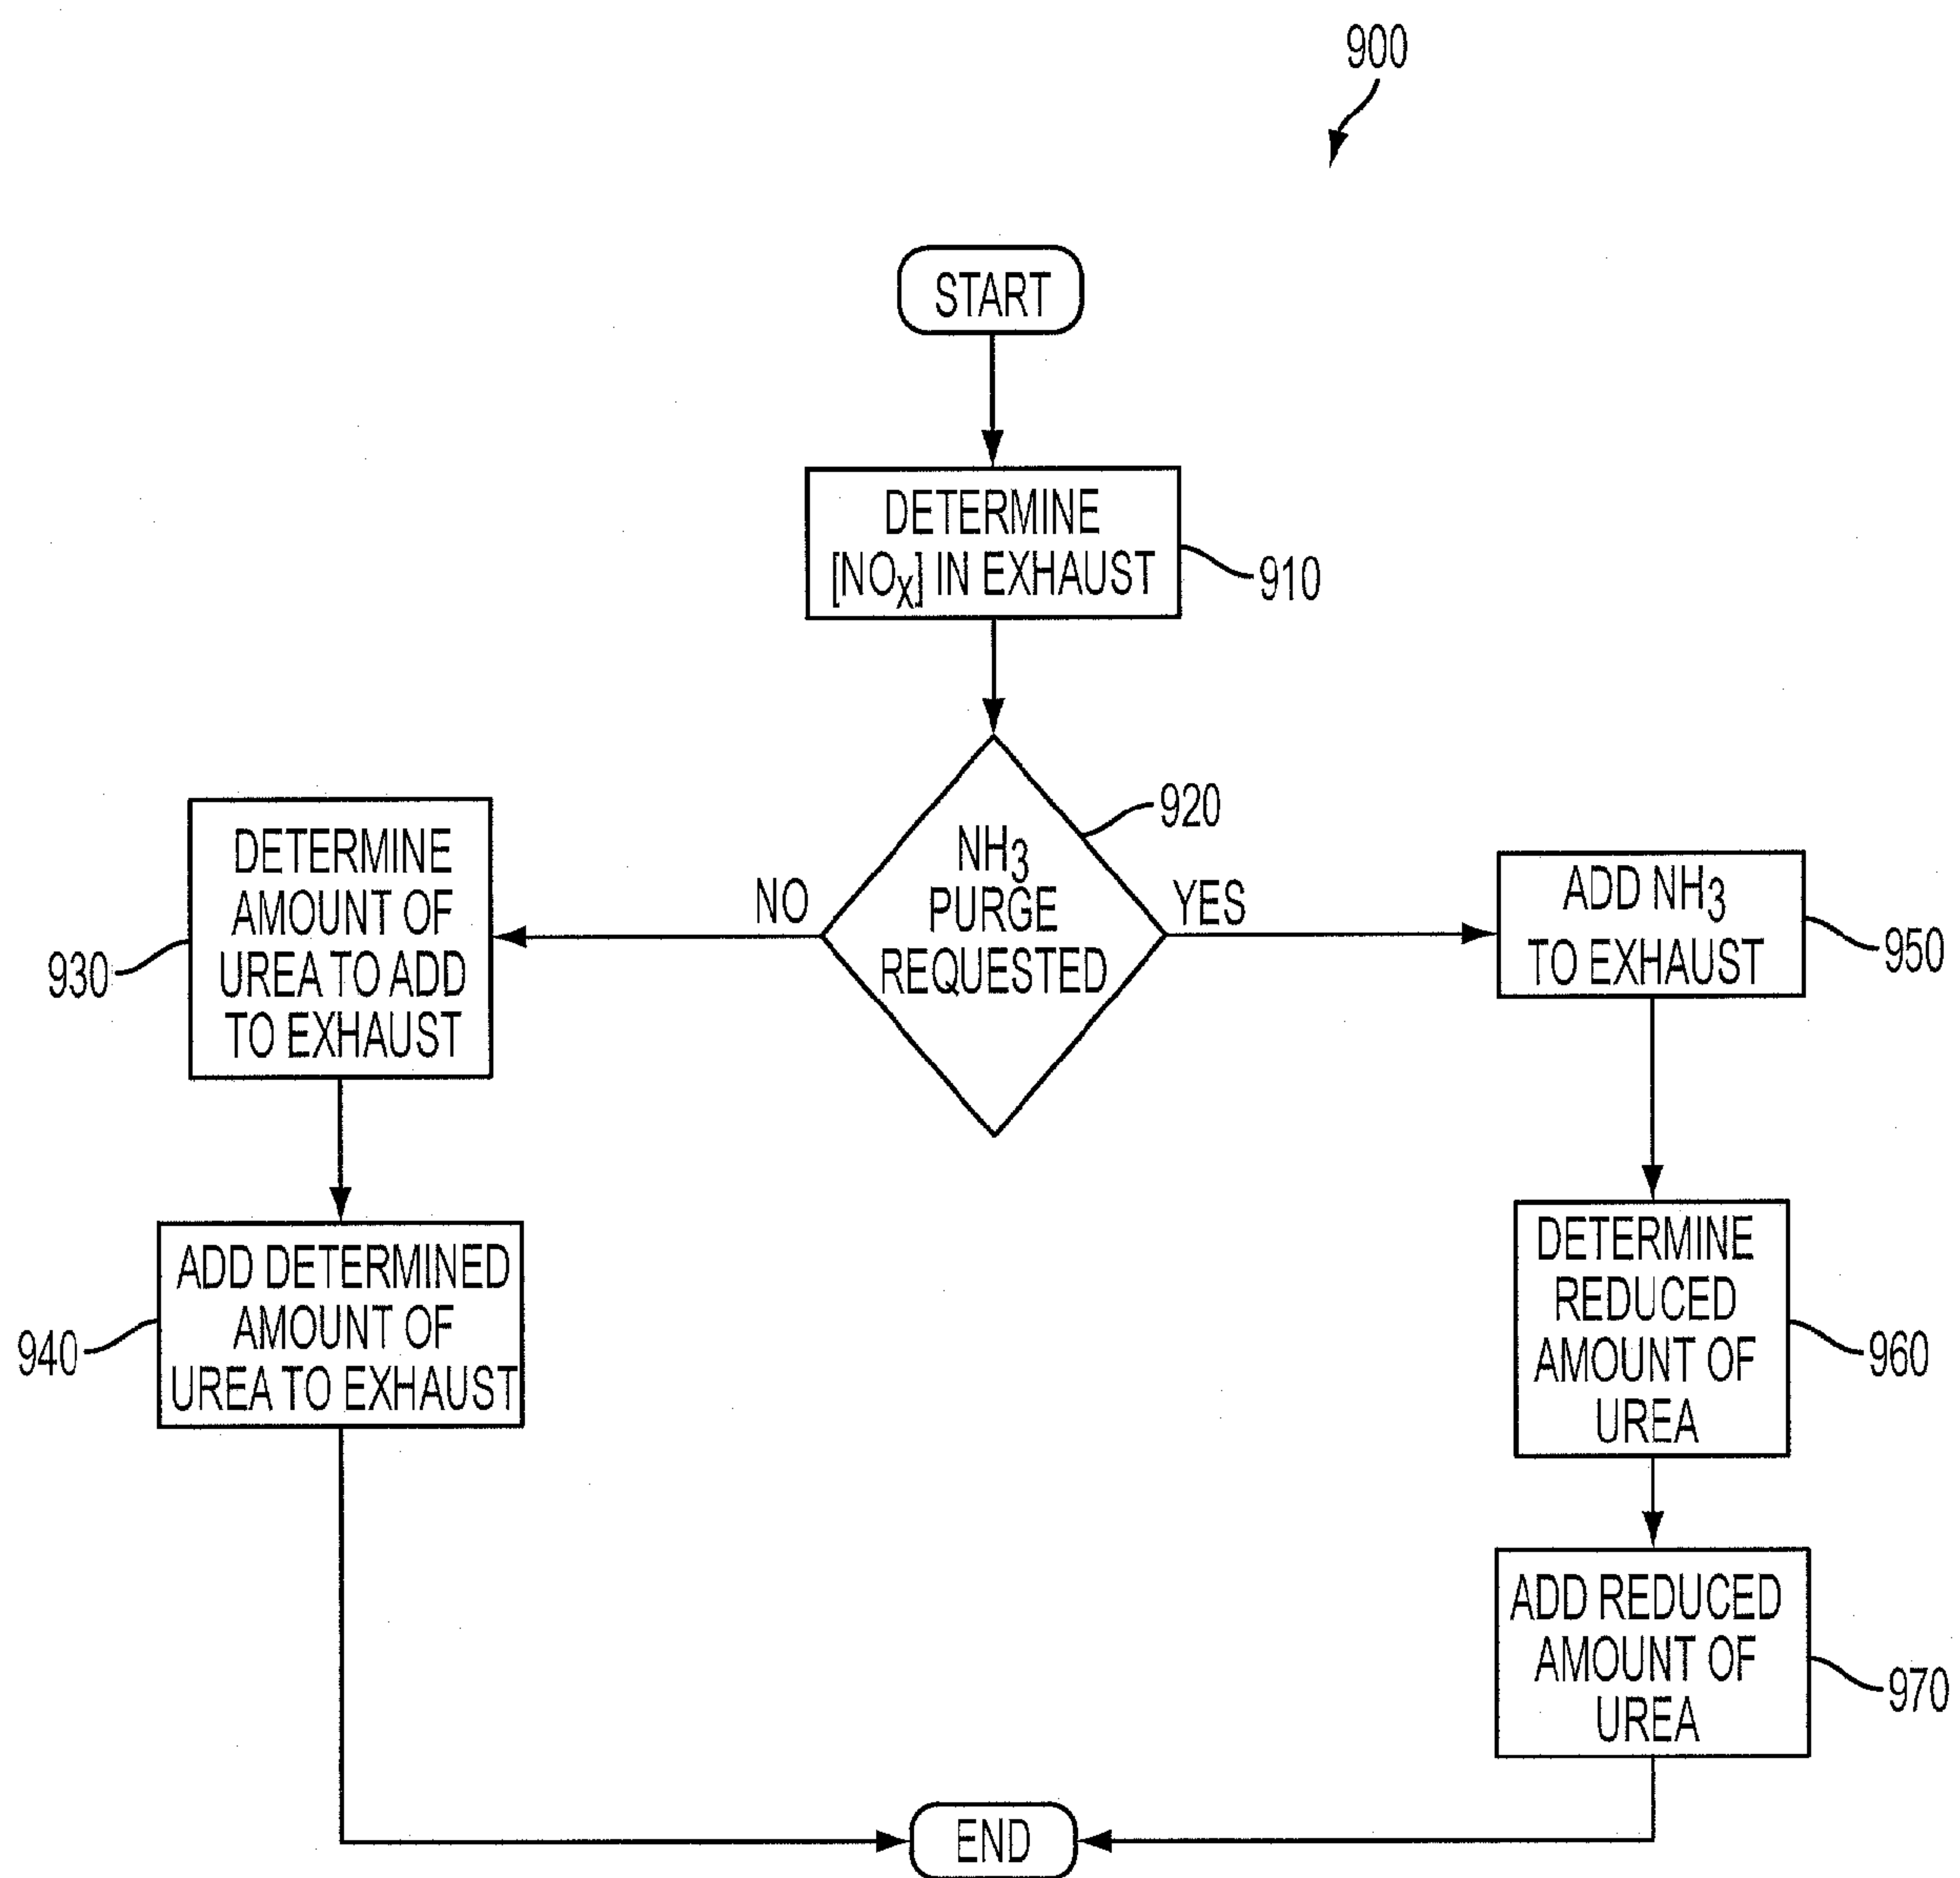 900
START
DETERMINE
[NOX] IN EXHAUST
910
920
NH3
PURGE
REQUESTED
NO
YES
DETERMINE
AMOUNT OF
UREA TO ADD
TO EXHAUST
930
ADD NH3
TO EXHAUST
950
ADD DETERMINED
AMOUNT OF
UREA TO EXHAUST
940
DETERMINE
REDUCED
AMOUNT OF
UREA
960
ADD REDUCED
AMOUNT OF
UREA
970
END